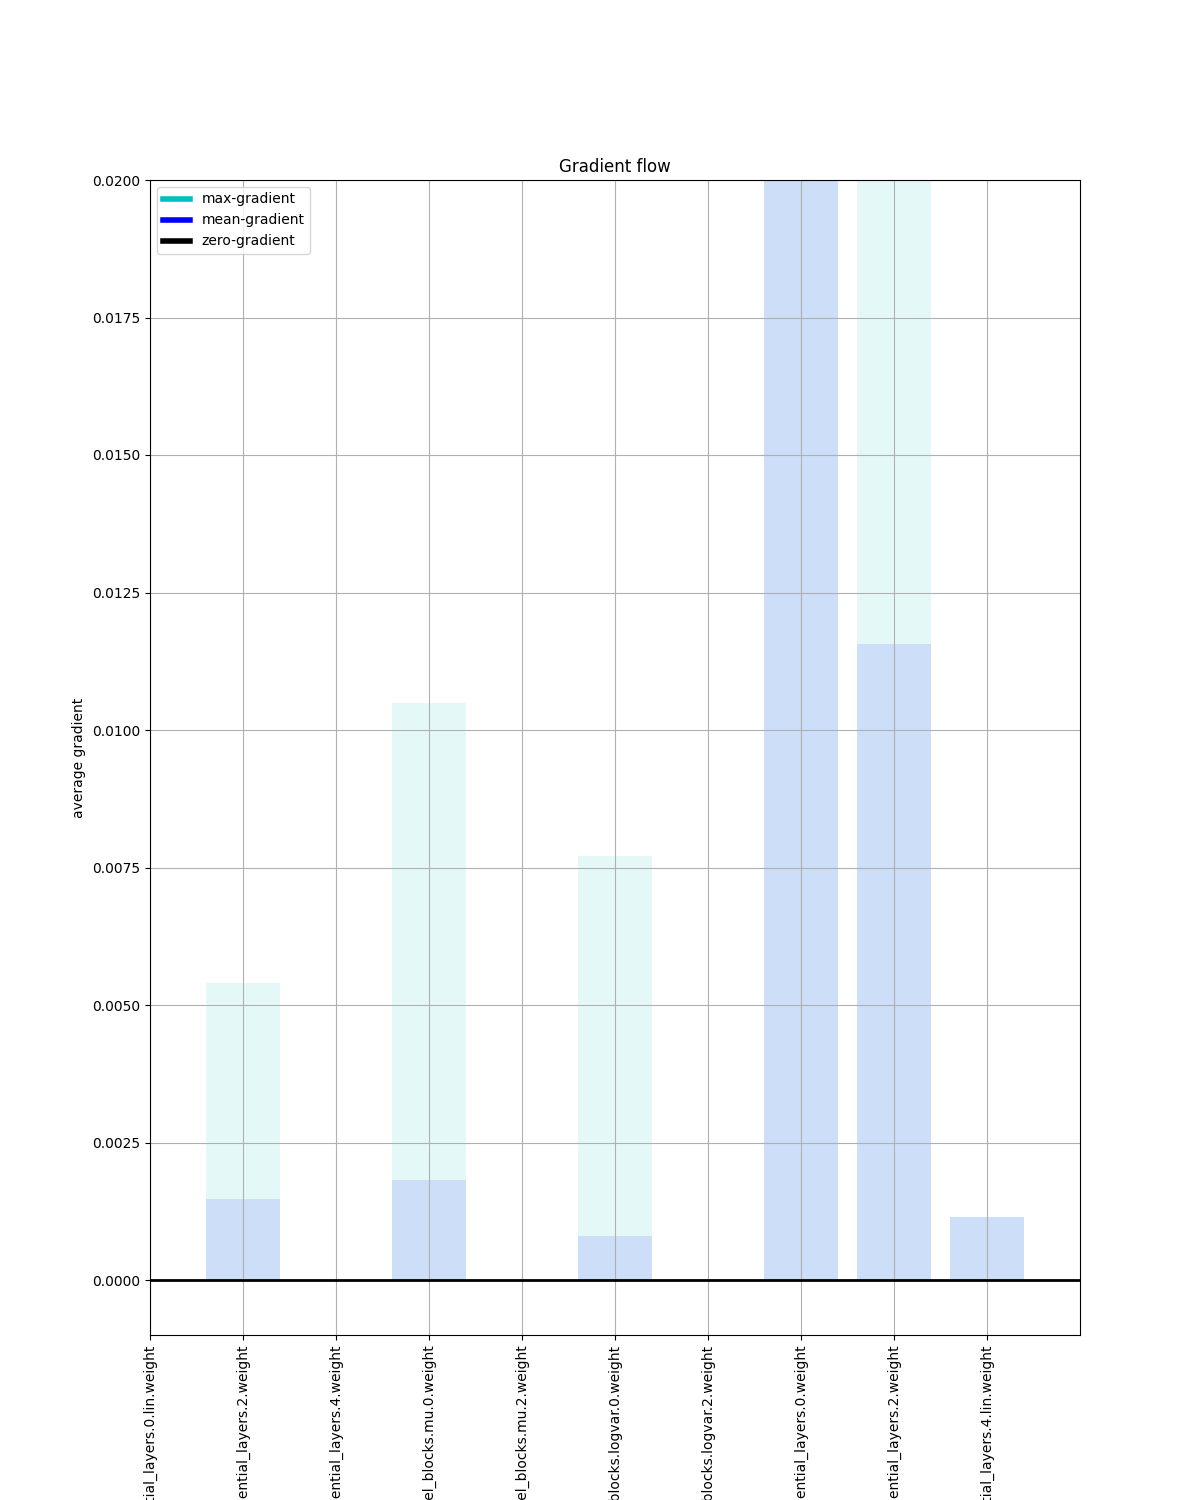 Gradient flow
max-gradient
mean-gradient
zero-gradient
0.0200
0.0175
0.0150
0.0125
0.0100
0.0075
0.0050
0.0025
0.0000
average gradient
tial_layers.0.lin.weight
ential_layers.2.weight
ential_layers.4.weight
el_blocks.mu.0.weight
el_blocks.mu.2.weight
blocks.logvar.0.weight
blocks.logvar.2.weight
ential_layers.0.weight
ential_layers.2.weight
tial_layers.4.lin.weight